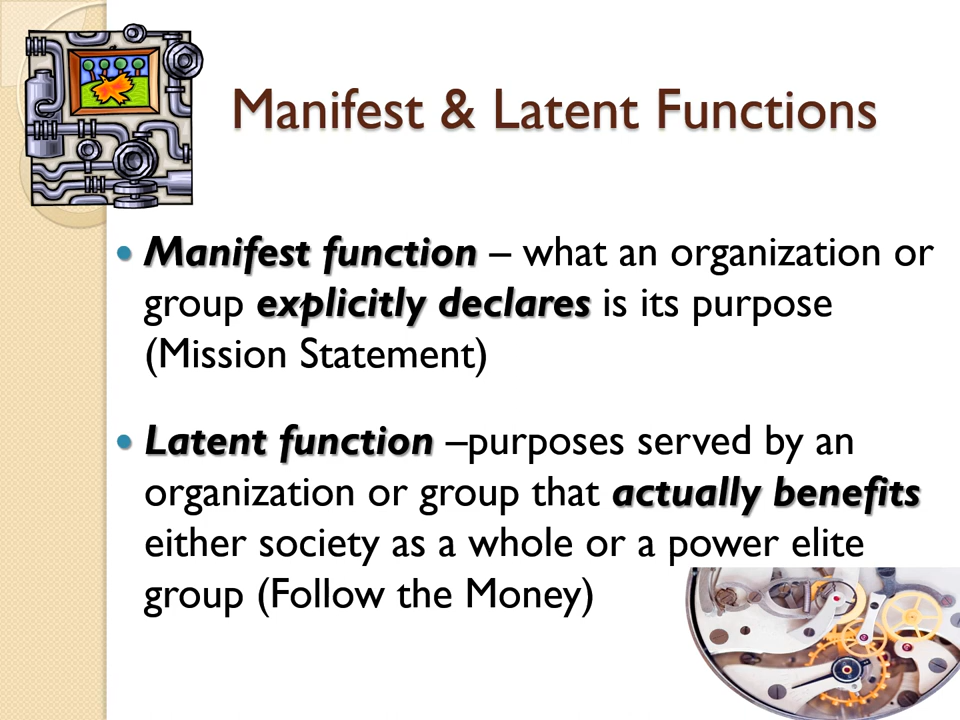 Manifest & Latent Functions
Manifest function – what an organization or
group explicitly declares is its purpose
(Mission Statement)
Latent function –purposes served by an
organization or group that actually benefits
either society as a whole or a power elite
group (Follow the Money)